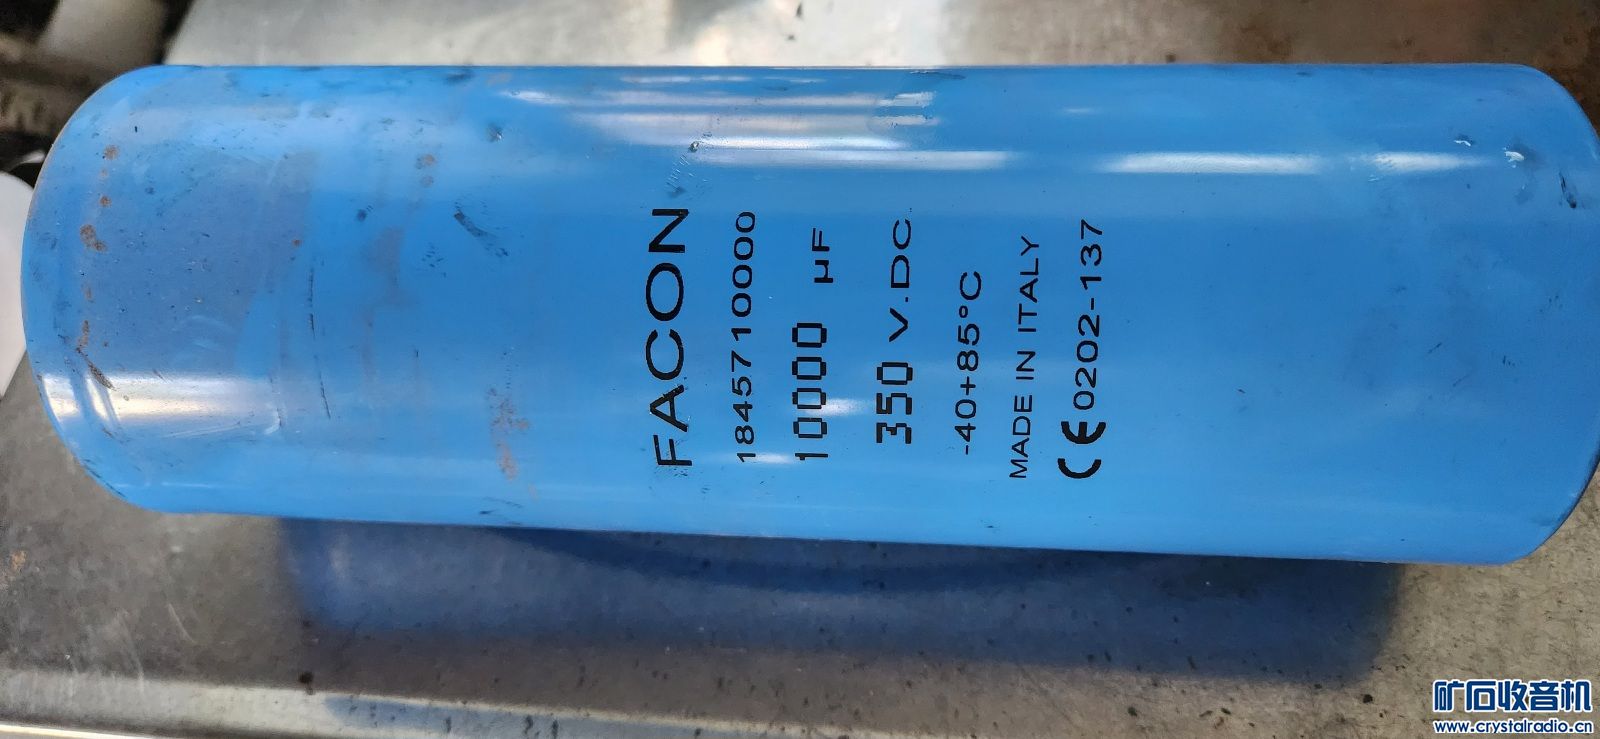 FACON
1845710000
10000 µF
350 V.DC
-40+85°C
MADE IN ITALY
CE 0202-137
矿石收音机
www.crystalradio.cn